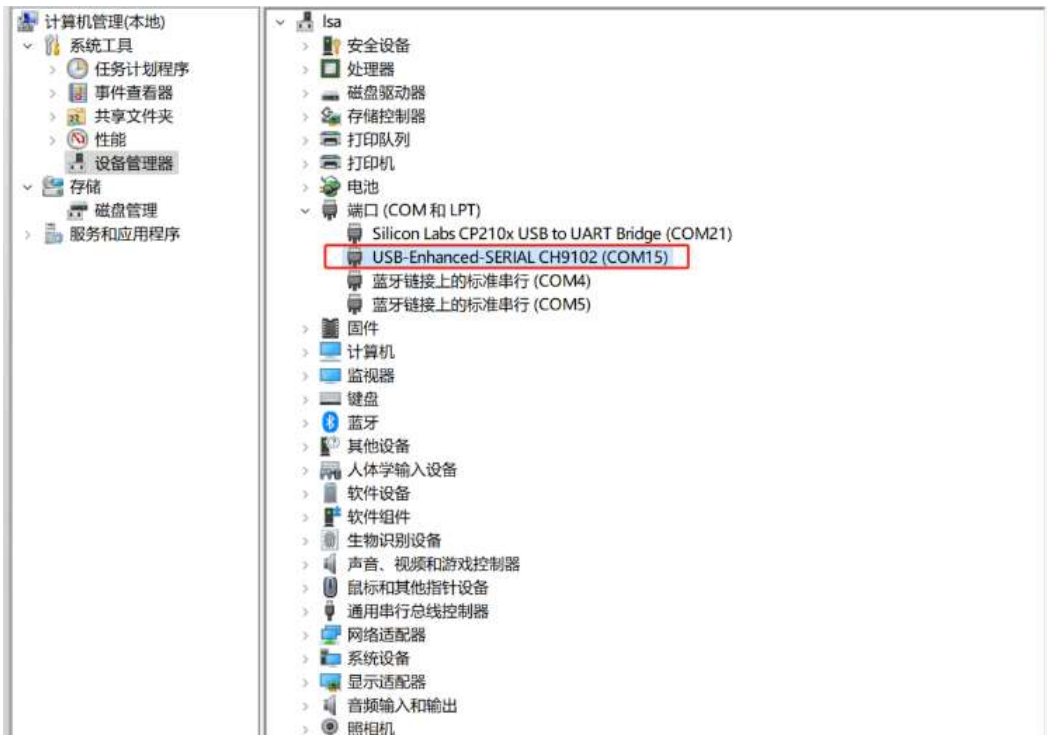 计算机管理(本地)
系统工具
任务计划程序
事件查看器
共享文件夹
性能
设备管理器
存储
磁盘管理
服务和应用程序
lsa
安全设备
处理器
磁盘驱动器
存储控制器
打印队列
打印机
电池
端口 (COM 和 LPT)
Silicon Labs CP210x USB to UART Bridge (COM21)
USB-Enhanced-SERIAL CH9102 (COM15)
蓝牙链接上的标准串行 (COM4)
蓝牙链接上的标准串行 (COM5)
固件
计算机
监视器
键盘
蓝牙
其他设备
人体学输入设备
软件设备
软件组件
生物识别设备
声音、视频和游戏控制器
鼠标和其他指针设备
通用串行总线控制器
网络适配器
系统设备
显示适配器
音频输入和输出
照相机